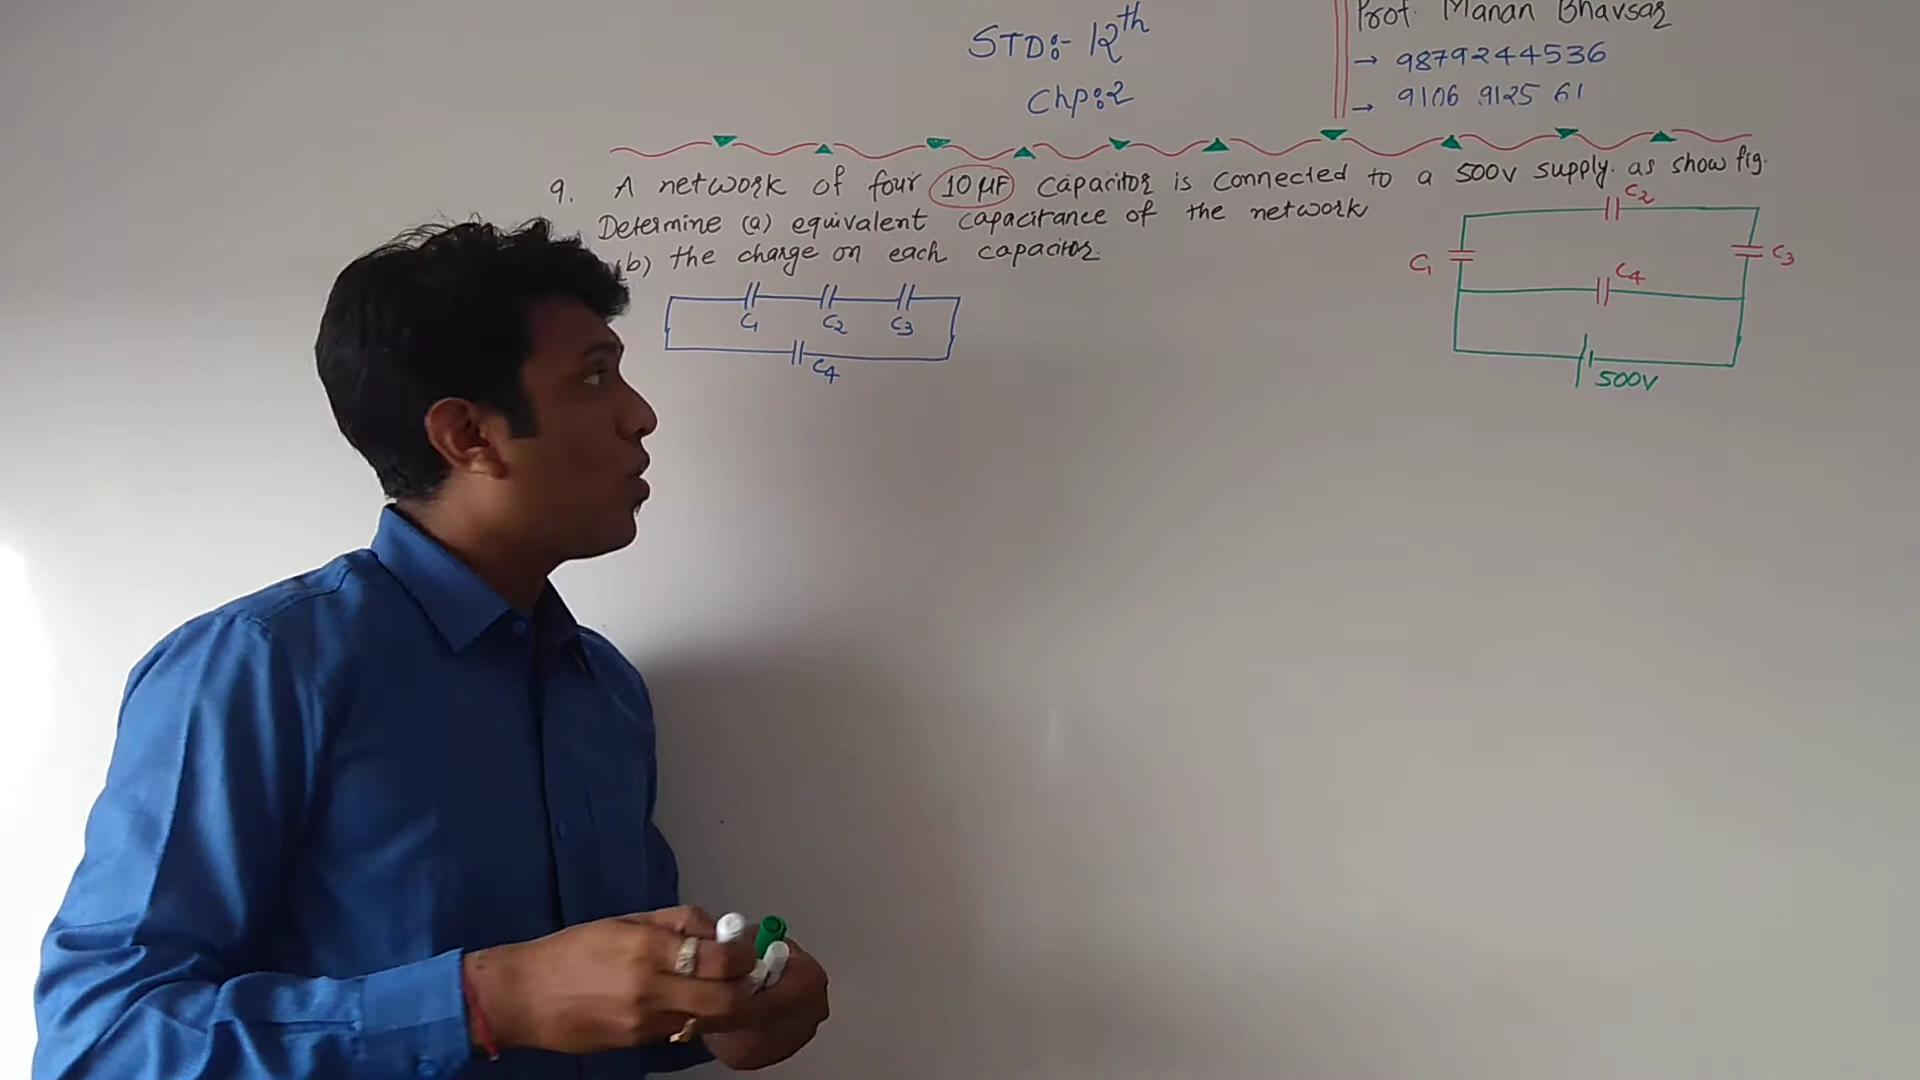 STD:- 12th
Chp:2
Prof. Manan Bhavsar
→ 9879244536
→ 9106 9125 61
9. A network of four 10 μF capacitor is connected to a 500v supply. as show fig.
Determine (a) equivalent capacitance of the network
(b) the charge on each capacitor.
C1 C2 C3
C4
C2
C1 C3
C4
500V